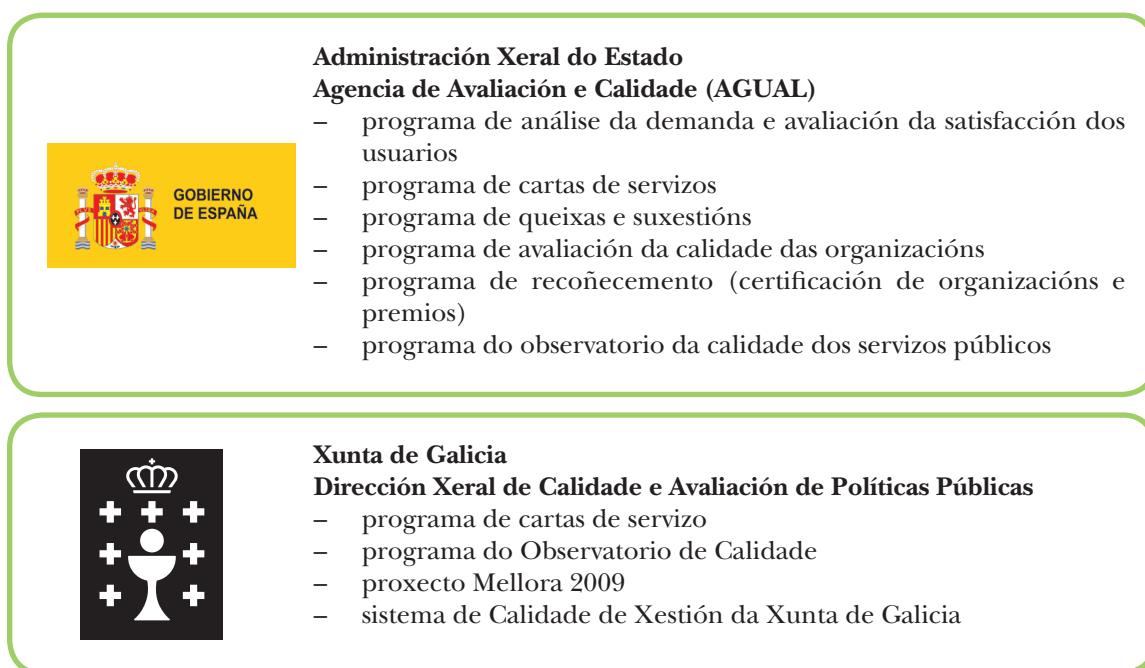 Administración Xeral do Estado
Agencia de Avaliación e Calidade (AGUAL)
– programa de análise da demanda e avaliación da satisfacción dos
usuarios
– programa de cartas de servizos
– programa de queixas e suxestións
– programa de avaliación da calidade das organizacións
– programa de recoñecemento (certificación de organizacións e
premios)
– programa do observatorio da calidade dos servizos públicos
GOBIERNO
DE ESPAÑA
Xunta de Galicia
Dirección Xeral de Calidade e Avaliación de Políticas Públicas
– programa de cartas de servizo
– programa do Observatorio de Calidade
– proxecto Mellora 2009
– sistema de Calidade de Xestión da Xunta de Galicia